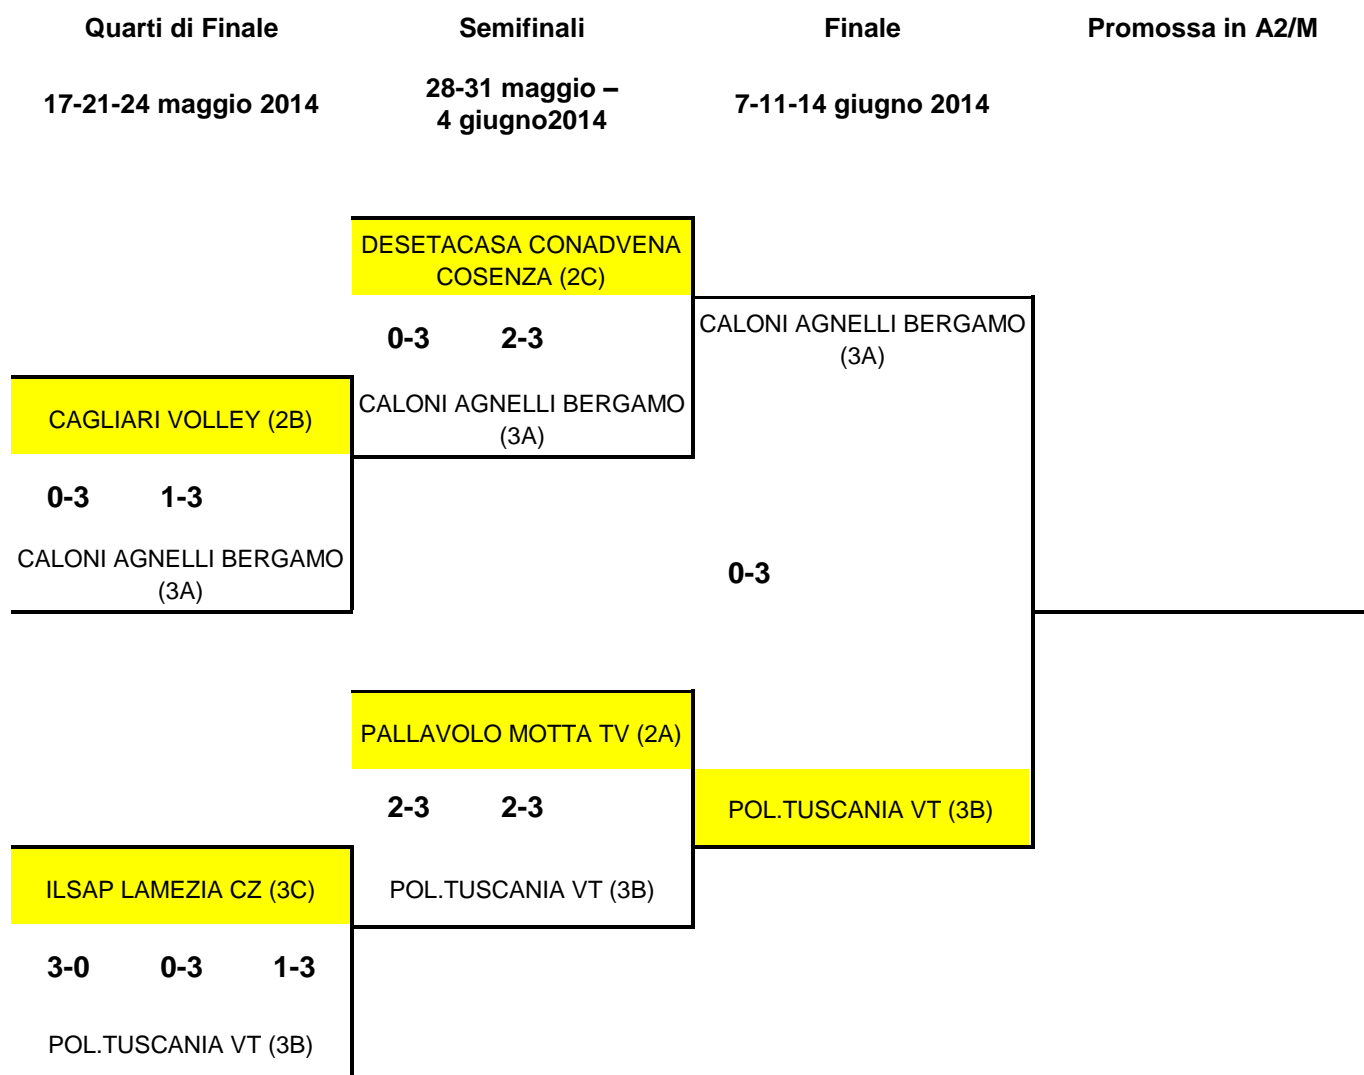 Quarti di Finale
Semifinali
Finale
Promossa in A2/M
17-21-24 maggio 2014
28-31 maggio –
4 giugno2014
7-11-14 giugno 2014
DESETACASA CONADVENA
COSENZA (2C)
0-3 2-3
CALONI AGNELLI BERGAMO
(3A)
CALONI AGNELLI BERGAMO
(3A)
CAGLIARI VOLLEY (2B)
0-3 1-3
CALONI AGNELLI BERGAMO
(3A)
0-3
PALLAVOLO MOTTA TV (2A)
2-3 2-3
POL.TUSCANIA VT (3B)
POL.TUSCANIA VT (3B)
ILSAP LAMEZIA CZ (3C)
3-0 0-3 1-3
POL.TUSCANIA VT (3B)